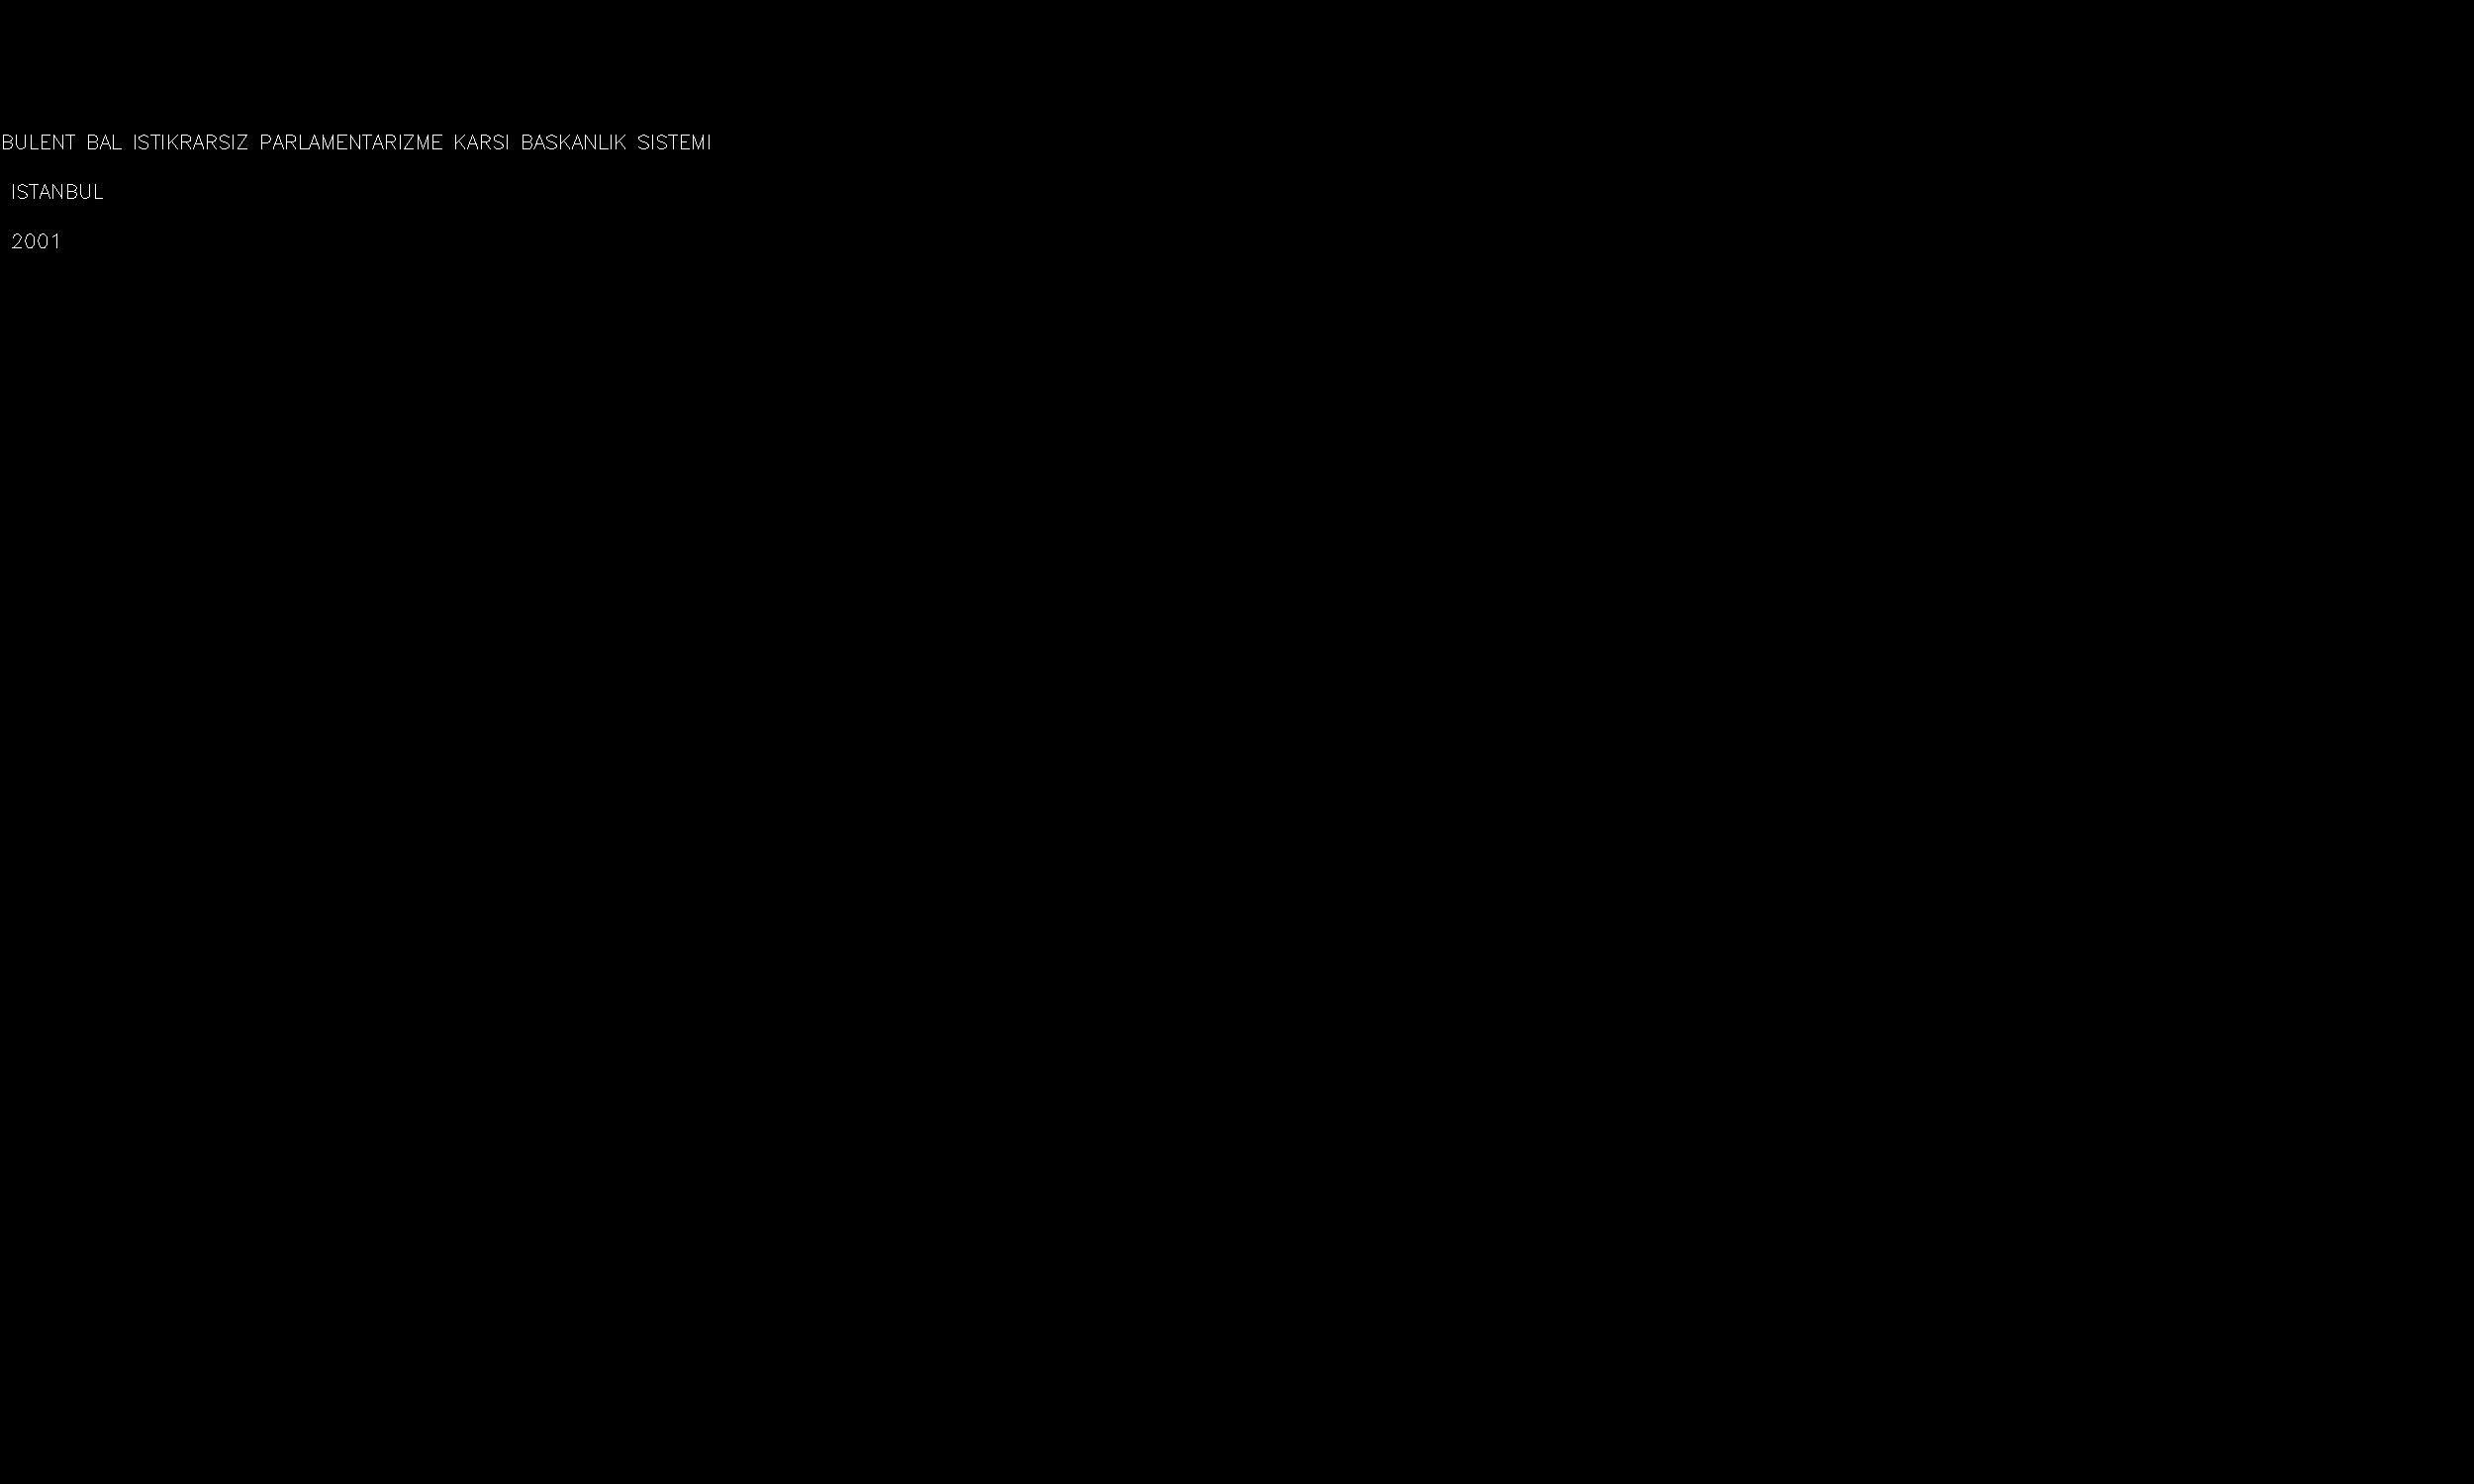 BULENT BAL ISTIKRARSIZ PARLAMENTARIZME KARSI BASKANLIK SISTEMI
ISTANBUL
2001